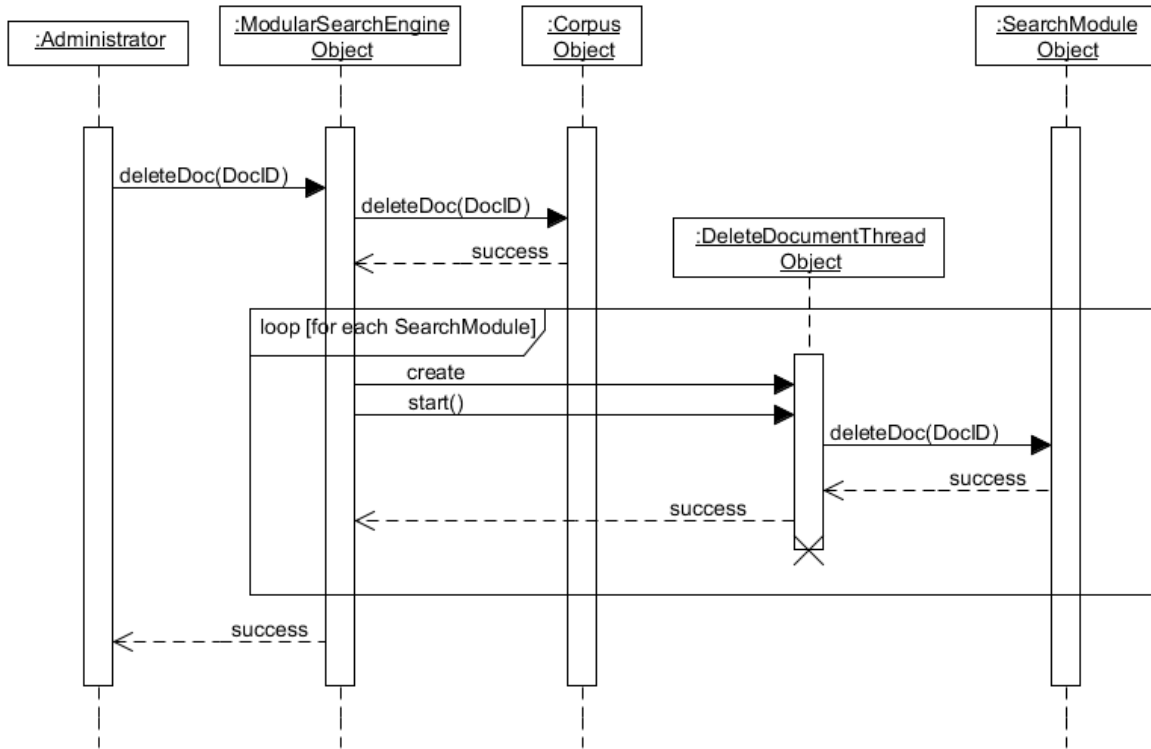 :Administrator
:ModularSearchEngine
Object
:Corpus
Object
:SearchModule
Object
deleteDoc(DocID)
deleteDoc(DocID)
success
:DeleteDocumentThread
Object
loop [for each SearchModule]
create
start()
deleteDoc(DocID)
success
success
success